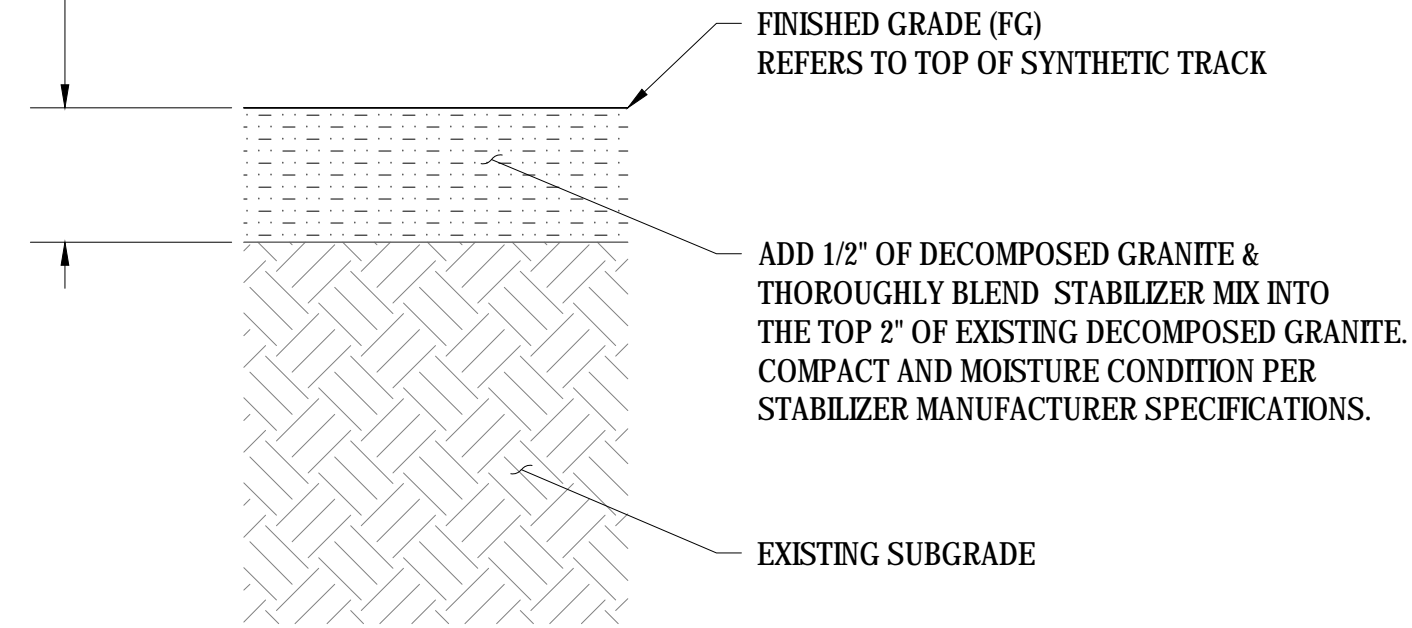 FINISHED GRADE (FG)
REFERS TO TOP OF SYNTHETIC TRACK
ADD 1/2" OF DECOMPOSED GRANITE &
THOROUGHLY BLEND STABILIZER MIX INTO
THE TOP 2" OF EXISTING DECOMPOSED GRANITE.
COMPACT AND MOISTURE CONDITION PER
STABILIZER MANUFACTURER SPECIFICATIONS.
EXISTING SUBGRADE